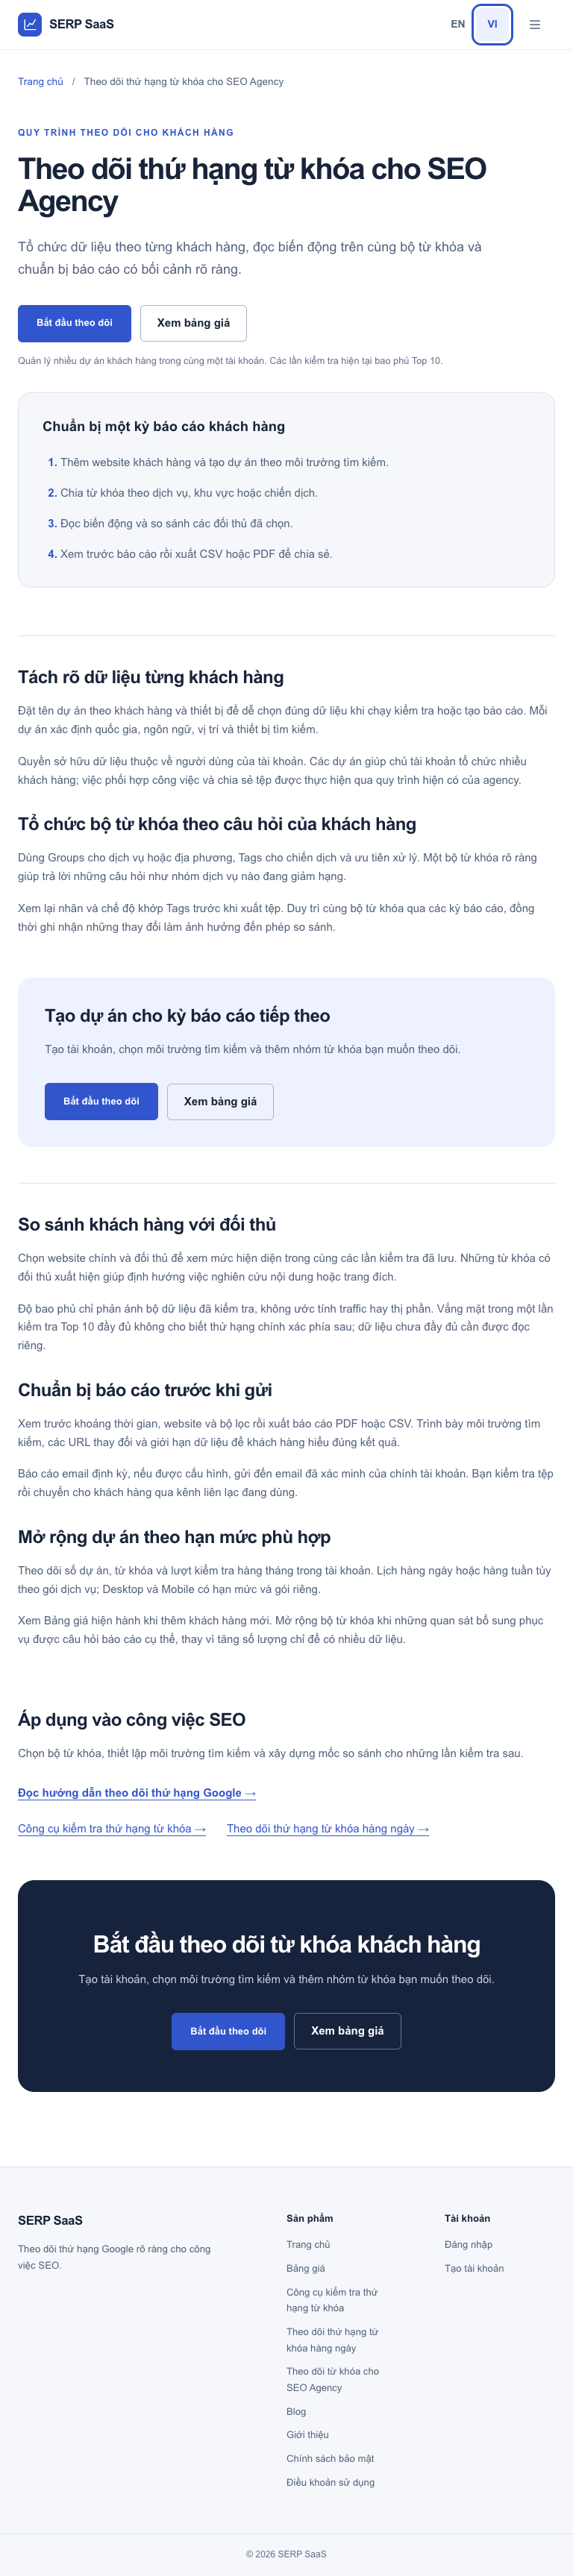 SERP SaaS
EN
VI
Trang chủ / Theo dõi thứ hạng từ khóa cho SEO Agency
QUY TRÌNH THEO DÕI CHO KHÁCH HÀNG
Theo dõi thứ hạng từ khóa cho SEO
Agency
Tổ chức dữ liệu theo từng khách hàng, đọc biến động trên cùng bộ từ khóa và
chuẩn bị báo cáo có bối cảnh rõ ràng.
Bắt đầu theo dõi
Xem bảng giá
Quản lý nhiều dự án khách hàng trong cùng một tài khoản. Các lần kiểm tra hiện tại bao phủ Top 10.
Chuẩn bị một kỳ báo cáo khách hàng
1. Thêm website khách hàng và tạo dự án theo môi trường tìm kiếm.
2. Chia từ khóa theo dịch vụ, khu vực hoặc chiến dịch.
3. Đọc biến động và so sánh các đối thủ đã chọn.
4. Xem trước báo cáo rồi xuất CSV hoặc PDF để chia sẻ.
Tách rõ dữ liệu từng khách hàng
Đặt tên dự án theo khách hàng và thiết bị để dễ chọn đúng dữ liệu khi chạy kiểm tra hoặc tạo báo cáo. Mỗi
dự án xác định quốc gia, ngôn ngữ, vị trí và thiết bị tìm kiếm.
Quyền sở hữu dữ liệu thuộc về người dùng của tài khoản. Các dự án giúp chủ tài khoản tổ chức nhiều
khách hàng; việc phối hợp công việc và chia sẻ tệp được thực hiện qua quy trình hiện có của agency.
Tổ chức bộ từ khóa theo câu hỏi của khách hàng
Dùng Groups cho dịch vụ hoặc địa phương, Tags cho chiến dịch và ưu tiên xử lý. Một bộ từ khóa rõ ràng
giúp trả lời những câu hỏi như nhóm dịch vụ nào đang giảm hạng.
Xem lại nhãn và chế độ khớp Tags trước khi xuất tệp. Duy trì cùng bộ từ khóa qua các kỳ báo cáo, đồng
thời ghi nhận những thay đổi làm ảnh hưởng đến phép so sánh.
Tạo dự án cho kỳ báo cáo tiếp theo
Tạo tài khoản, chọn môi trường tìm kiếm và thêm nhóm từ khóa bạn muốn theo dõi.
Bắt đầu theo dõi
Xem bảng giá
So sánh khách hàng với đối thủ
Chọn website chính và đối thủ để xem mức hiện diện trong cùng các lần kiểm tra đã lưu. Những từ khóa có
đối thủ xuất hiện giúp định hướng việc nghiên cứu nội dung hoặc trang đích.
Độ bao phủ chỉ phản ánh bộ dữ liệu đã kiểm tra, không ước tính traffic hay thị phần. Vắng mặt trong một lần
kiểm tra Top 10 đầy đủ không cho biết thứ hạng chính xác phía sau; dữ liệu chưa đầy đủ cần được đọc
riêng.
Chuẩn bị báo cáo trước khi gửi
Xem trước khoảng thời gian, website và bộ lọc rồi xuất báo cáo PDF hoặc CSV. Trình bày môi trường tìm
kiếm, các URL thay đổi và giới hạn dữ liệu để khách hàng hiểu đúng kết quả.
Báo cáo email định kỳ, nếu được cấu hình, gửi đến email đã xác minh của chính tài khoản. Bạn kiểm tra tệp
rồi chuyển cho khách hàng qua kênh liên lạc đang dùng.
Mở rộng dự án theo hạn mức phù hợp
Theo dõi số dự án, từ khóa và lượt kiểm tra hàng tháng trong tài khoản. Lịch hàng ngày hoặc hàng tuần tùy
theo gói dịch vụ; Desktop và Mobile có hạn mức và gói riêng.
Xem Bảng giá hiện hành khi thêm khách hàng mới. Mở rộng bộ từ khóa khi những quan sát bổ sung phục
vụ được câu hỏi báo cáo cụ thể, thay vì tăng số lượng chỉ để có nhiều dữ liệu.
Áp dụng vào công việc SEO
Chọn bộ từ khóa, thiết lập môi trường tìm kiếm và xây dựng mốc so sánh cho những lần kiểm tra sau.
Đọc hướng dẫn theo dõi thứ hạng Google →
Công cụ kiểm tra thứ hạng từ khóa →
Theo dõi thứ hạng từ khóa hàng ngày →
Bắt đầu theo dõi từ khóa khách hàng
Tạo tài khoản, chọn môi trường tìm kiếm và thêm nhóm từ khóa bạn muốn theo dõi.
Bắt đầu theo dõi
Xem bảng giá
SERP SaaS
Theo dõi thứ hạng Google rõ ràng cho công
việc SEO.
Sản phẩm
Trang chủ
Bảng giá
Công cụ kiểm tra thứ
hạng từ khóa
Theo dõi thứ hạng từ
khóa hàng ngày
Theo dõi từ khóa cho
SEO Agency
Blog
Giới thiệu
Chính sách bảo mật
Điều khoản sử dụng
Tài khoản
Đăng nhập
Tạo tài khoản
© 2026 SERP SaaS